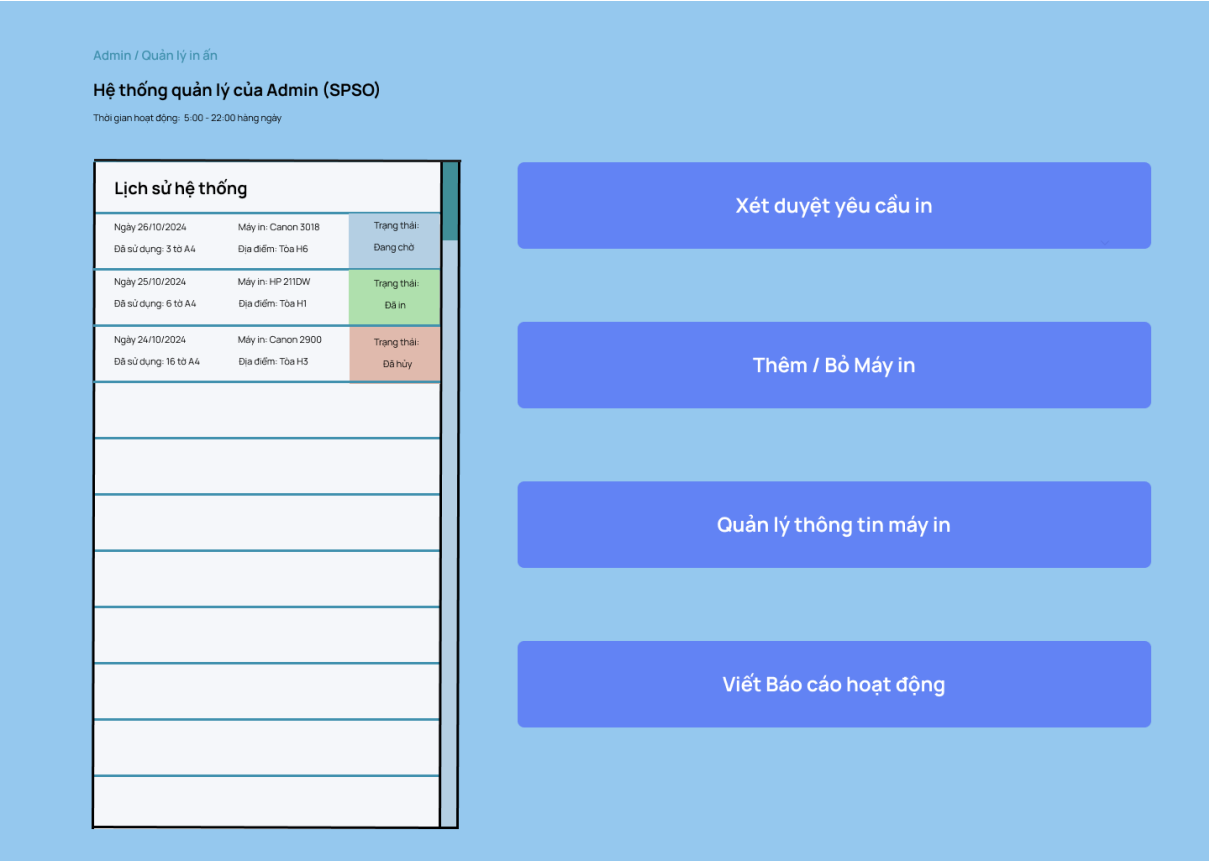 Admin / Quản lý in ấn
Hệ thống quản lý của Admin (SPSO)
Thời gian hoạt động: 5:00 - 22:00 hàng ngày
Lịch sử hệ thống
Ngày 26/10/2024 Máy in: Canon 3018 Trạng thái:
Đã sử dụng: 3 tờ A4 Địa điểm: Tòa H6 Đang chờ
Ngày 25/10/2024 Máy in: HP 211DW Trạng thái:
Đã sử dụng: 6 tờ A4 Địa điểm: Tòa H1 Đã in
Ngày 24/10/2024 Máy in: Canon 2900 Trạng thái:
Đã sử dụng: 16 tờ A4 Địa điểm: Tòa H3 Đã hủy
Xét duyệt yêu cầu in
Thêm / Bỏ Máy in
Quản lý thông tin máy in
Viết Báo cáo hoạt động